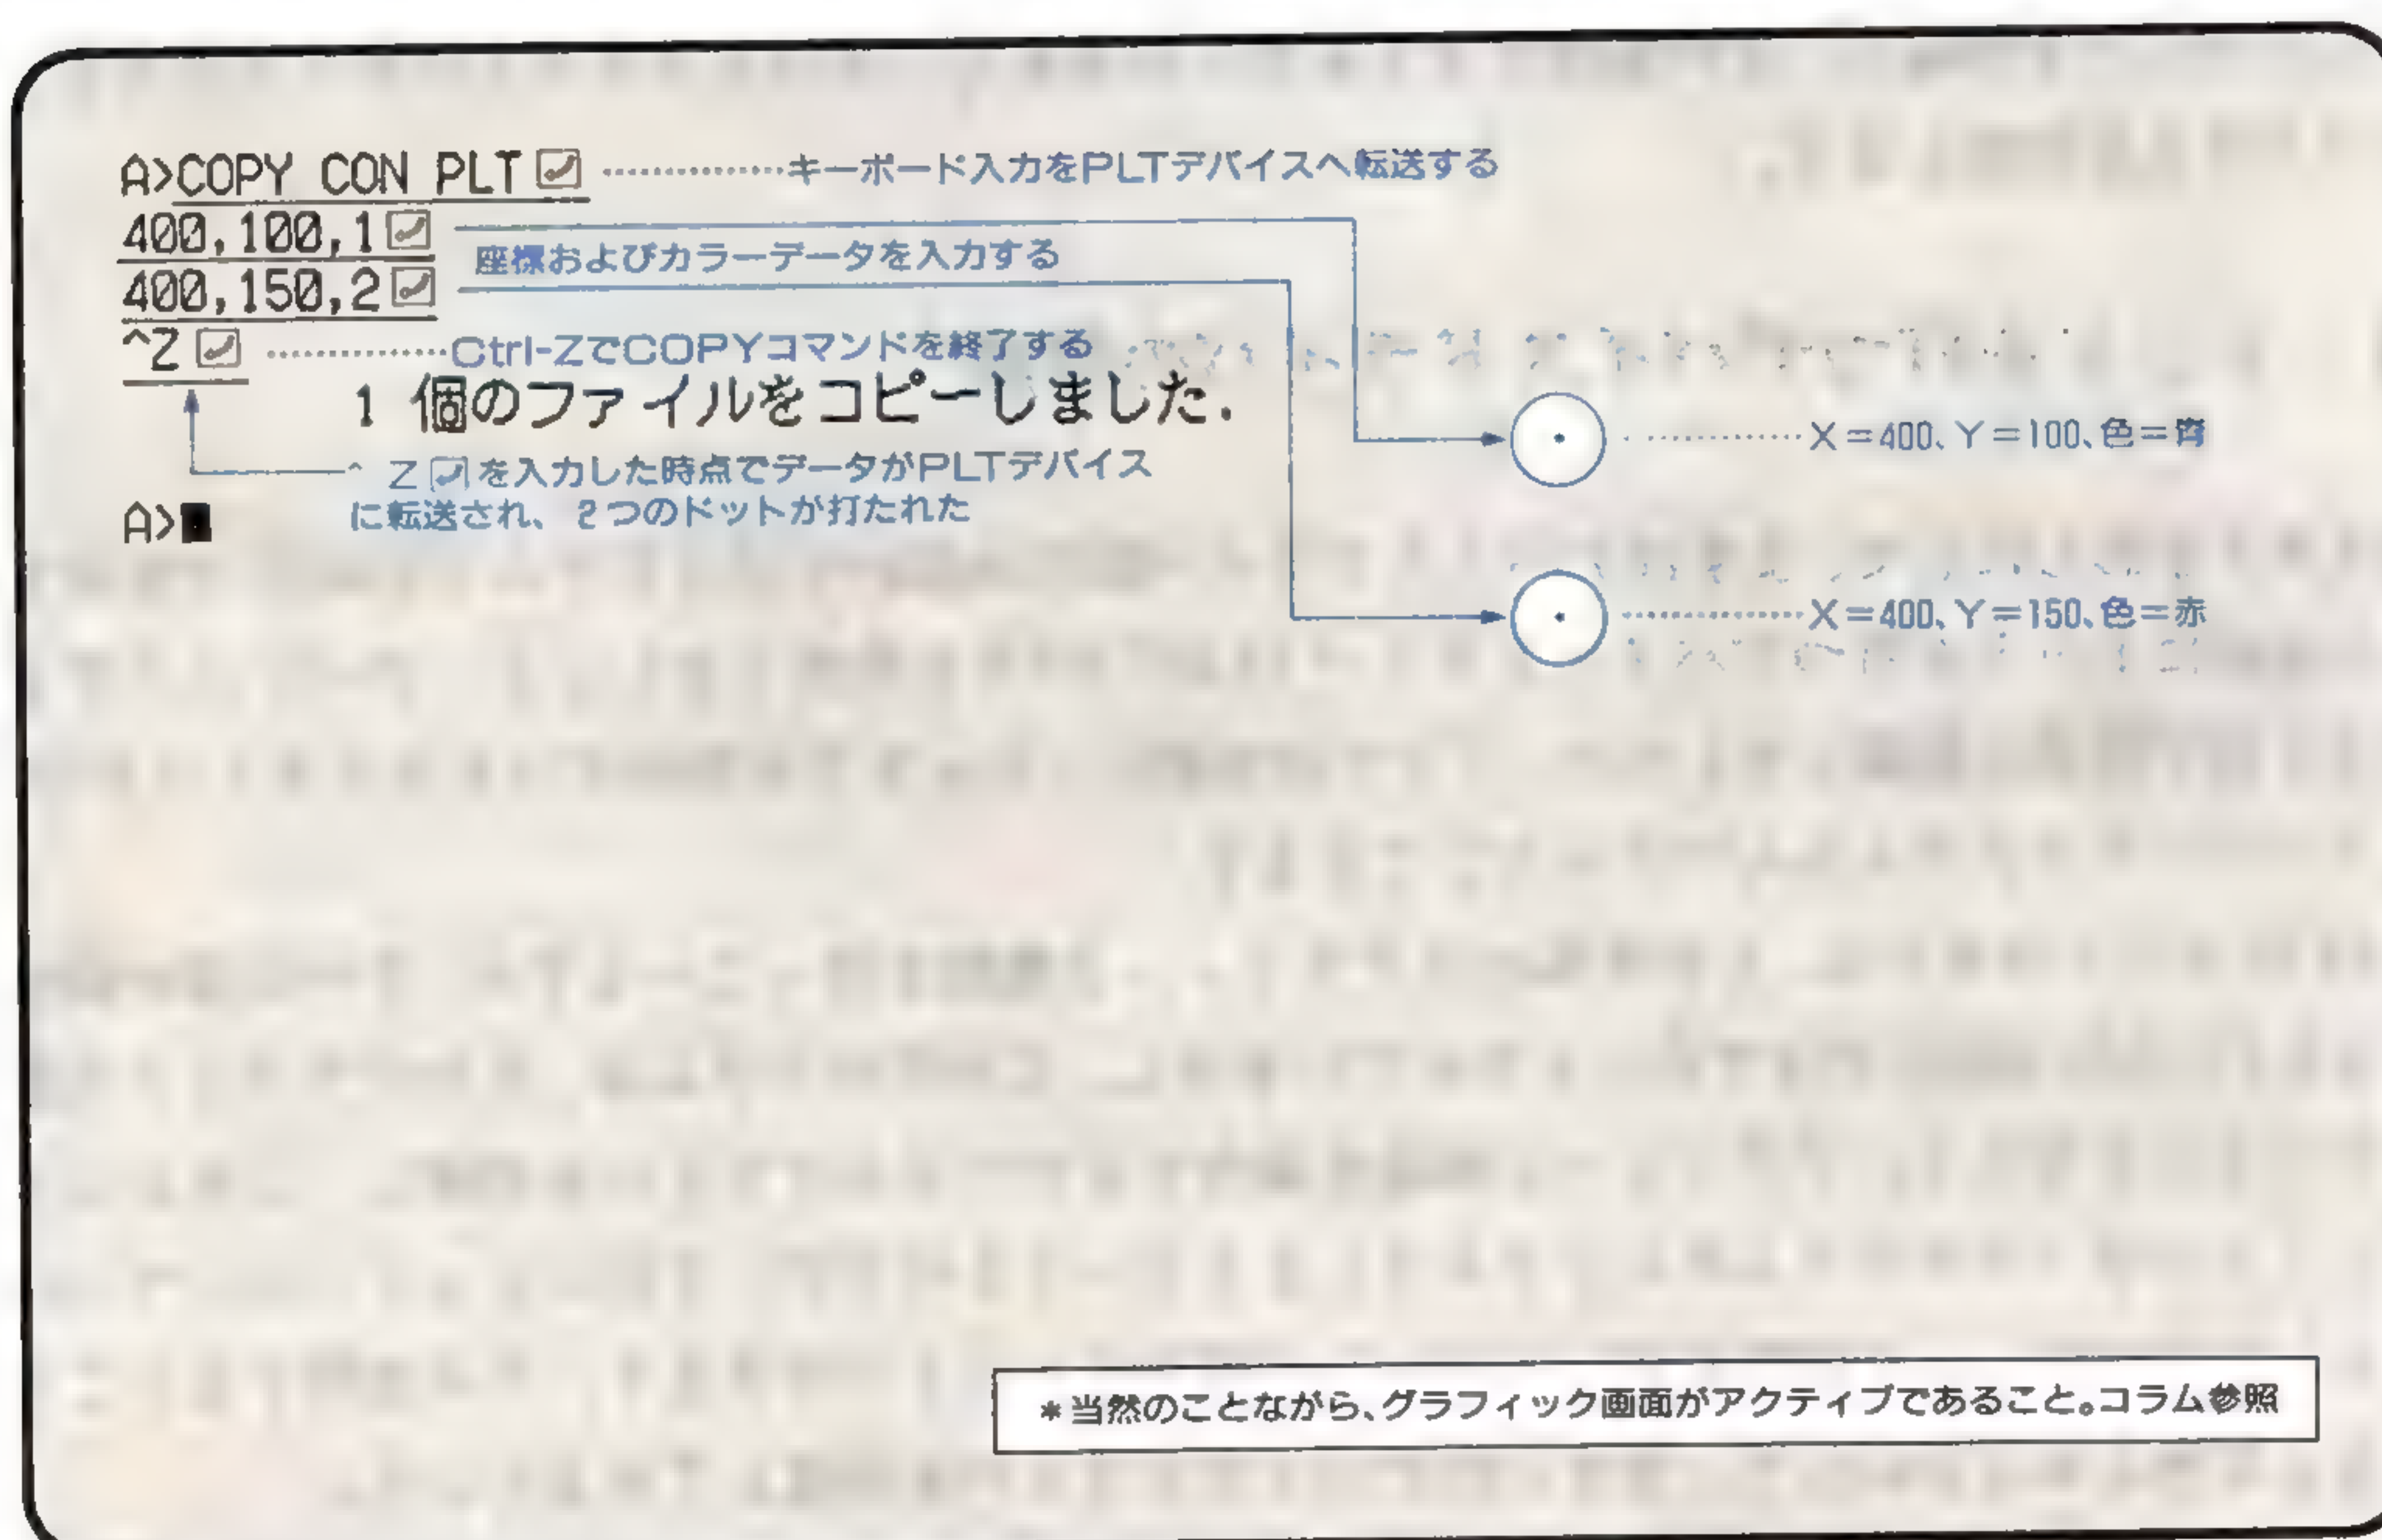 A>COPY CON PLT ……………キーボード入力をPLTデバイスへ転送する
400,100,1
座標およびカラーデータを入力する
400,150,2
^Z ……………Ctrl-ZでCOPYコマンドを終了する
1 個のファイルをコピーしました.
X=400、Y=100、色=青
^Z を入力した時点でデータがPLTデバイス
に転送され、2つのドットが打たれた
A>
X=400、Y=150、色=赤
*当然のことながら、グラフィック画面がアクティブであること。コラム参照